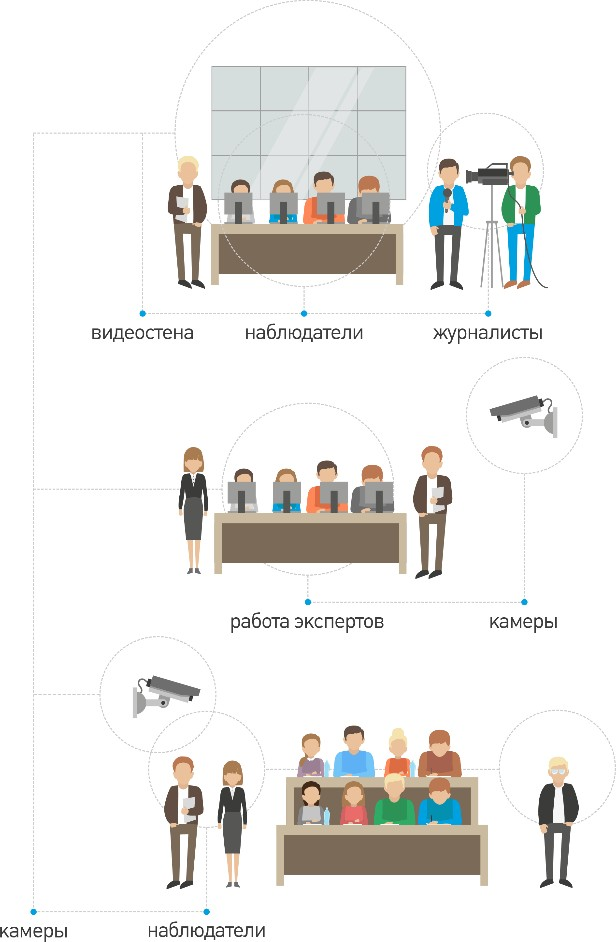 видеостена наблюдатели журналисты
работа экспертов камеры
камеры наблюдатели